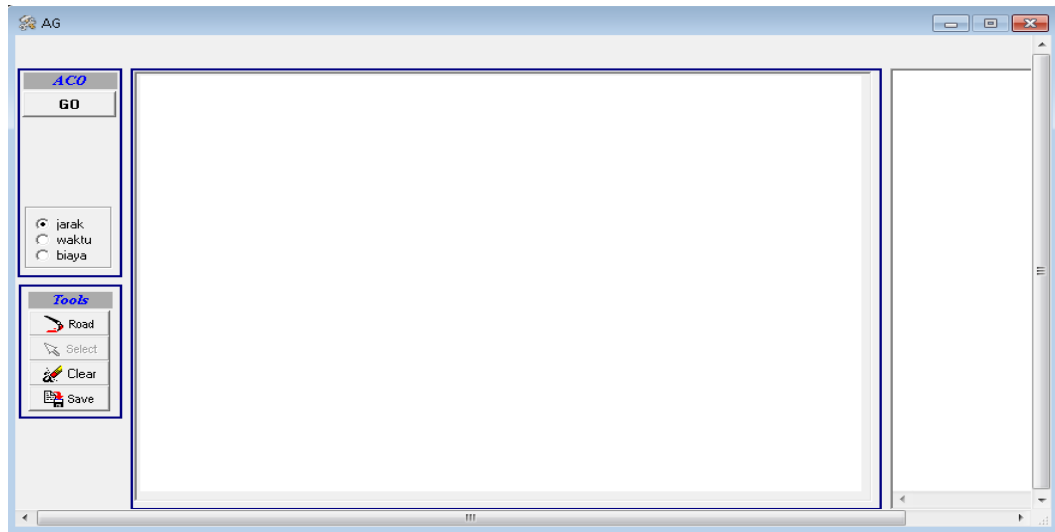 AG
ACO
GO
jarak
waktu
biaya
Tools
Road
Select
Clear
Save